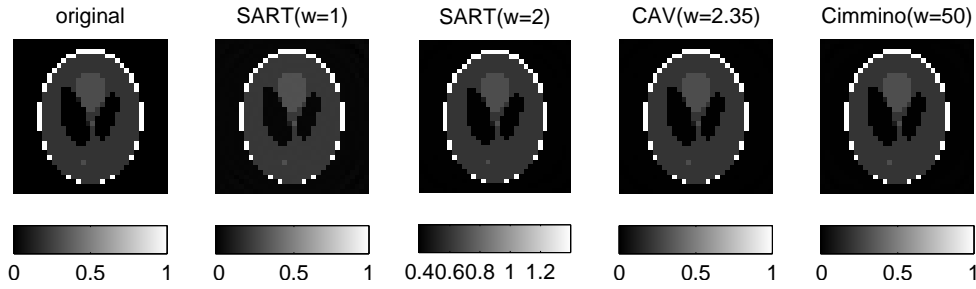 original
SART(w=1)
SART(w=2)
CAV(w=2.35)
Cimmino(w=50)
0 0.5 1
0 0.5 1
0.40.60.8 1 1.2
0 0.5 1
0 0.5 1